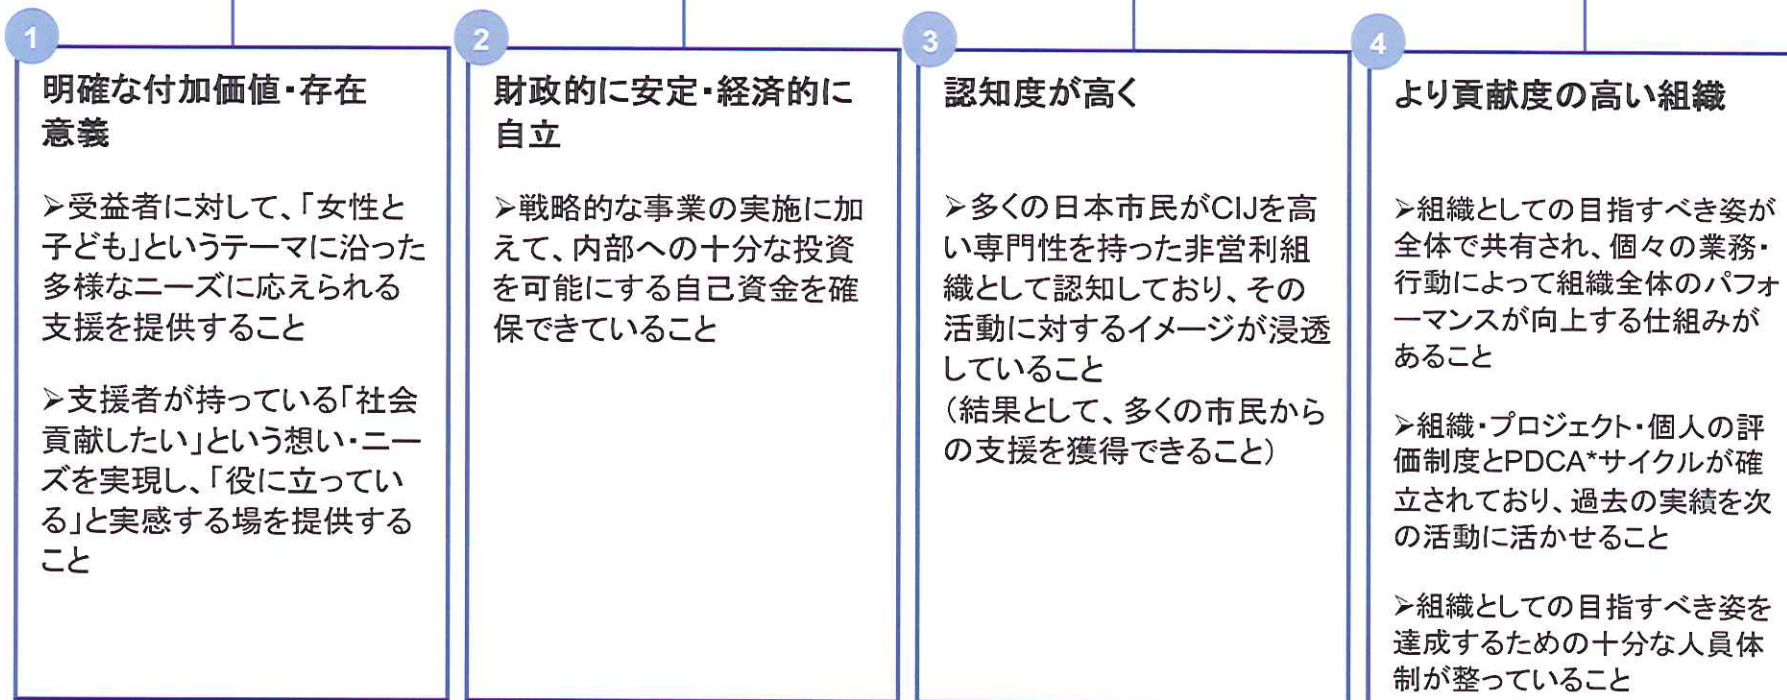 1
明確な付加価値・存在
意義
➢受益者に対して、「女性と
子ども」というテーマに沿った
多様なニーズに応えられる
支援を提供すること
➢支援者が持っている「社会
貢献したい」という想い・ニー
ズを実現し、「役に立ってい
る」と実感する場を提供する
こと
2
財政的に安定・経済的に
自立
➢戦略的な事業の実施に加
えて、内部への十分な投資
を可能にする自己資金を確
保できていること
3
認知度が高く
➢多くの日本市民がCIJを高
い専門性を持った非営利組
織として認知しており、その
活動に対するイメージが浸透
していること
(結果として、多くの市民から
の支援を獲得できること)
4
より貢献度の高い組織
➢組織としての目指すべき姿が
全体で共有され、個々の業務・
行動によって組織全体のパフォ
ーマンスが向上する仕組みが
あること
➢組織・プロジェクト・個人の評
価制度とPDCA*サイクルが確
立されており、過去の実績を次
の活動に活かせること
➢組織としての目指すべき姿を
達成するための十分な人員体
制が整っていること